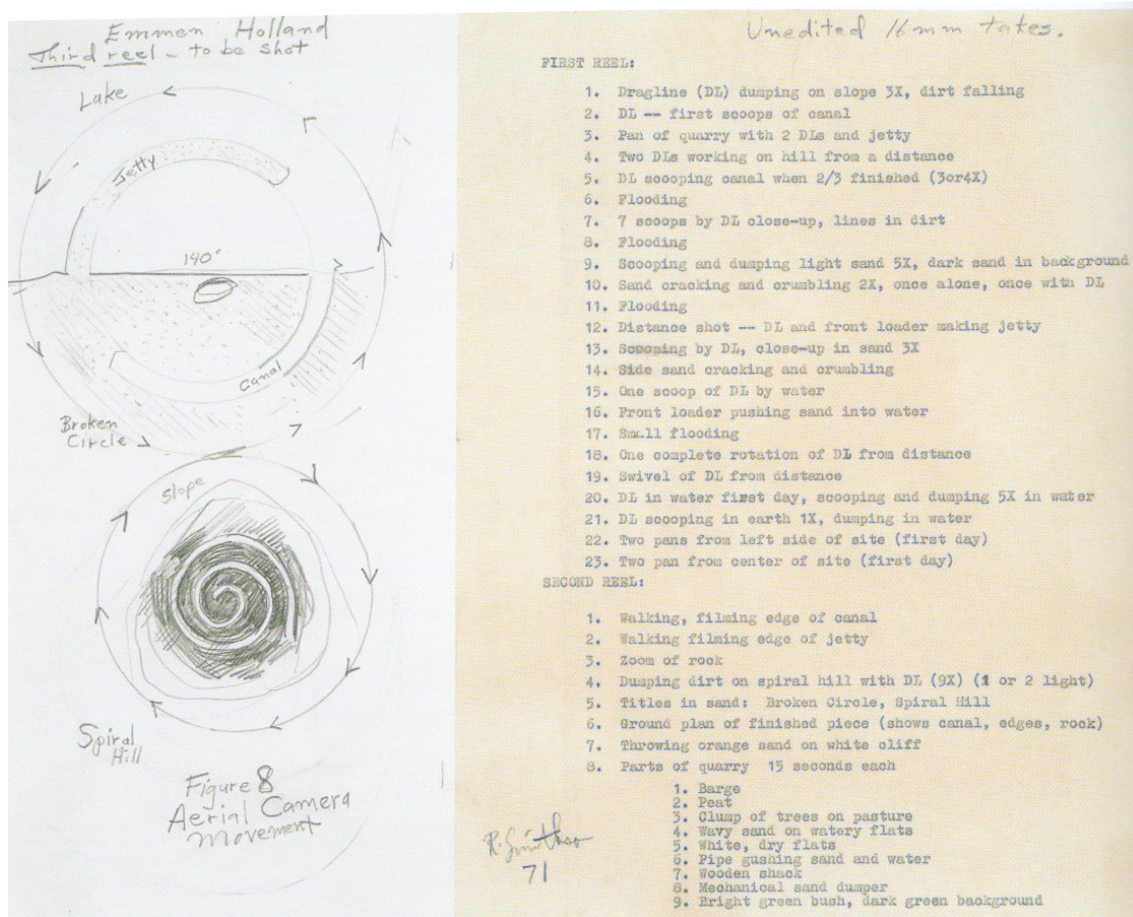 Emmen Holland
Third reel - to be shot
Lake
Jetty
140'
Canal
Broken
Circle
Slope
Spiral
Hill
Figure 8
Aerial Camera
Movement
Unedited 16mm takes.
FIRST REEL:
1. Dragline (DL) dumping on slope 3X, dirt falling
2. DL -- first scoops of canal
3. Pan of quarry with 2 DLs and jetty
4. Two DLs working on hill from a distance
5. DL scooping canal when 2/3 finished (3or4X)
6. Flooding
7. 7 scoops by DL close-up, lines in dirt
8. Flooding
9. Scooping and dumping light sand 5X, dark sand in background
10. Sand cracking and crumbling 2X, once alone, once with DL
11. Flooding
12. Distance shot -- DL and front loader making jetty
13. Scooping by DL, close-up in sand 3X
14. Side sand cracking and crumbling
15. One scoop of DL by water
16. Front loader pushing sand into water
17. Small flooding
18. One complete rotation of DL from distance
19. Swivel of DL from distance
20. DL in water first day, scooping and dumping 5X in water
21. DL scooping in earth 1X, dumping in water
22. Two pans from left side of site (first day)
23. Two pan from center of site (first day)
SECOND REEL:
1. Walking, filming edge of canal
2. Walking filming edge of jetty
3. Zoom of rock
4. Dumping dirt on spiral hill with DL (9X) (1 or 2 light)
5. Titles in sand: Broken Circle, Spiral Hill
6. Ground plan of finished piece (shows canal, edges, rock)
7. Throwing orange sand on white cliff
8. Parts of quarry 15 seconds each
1. Barge
2. Peat
3. Clump of trees on pasture
4. Wavy sand on watery flats
5. White, dry flats
6. Pipe gushing sand and water
7. Wooden shack
8. Mechanical sand dumper
9. Bright green bush, dark green background
R. Smithson
71